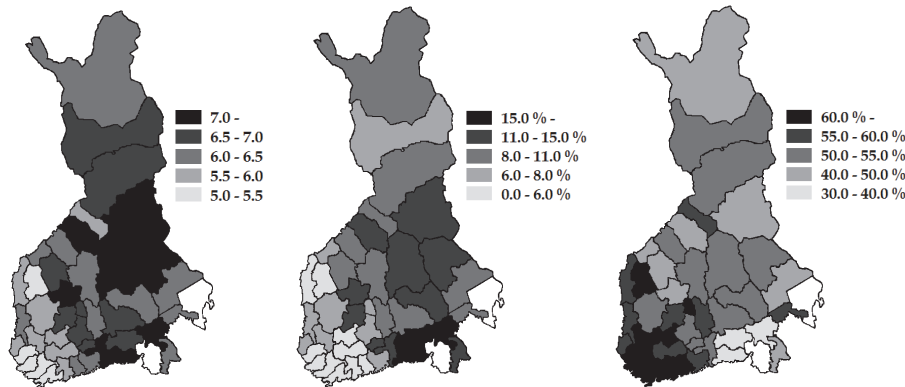 7.0 -
6.5 - 7.0
6.0 - 6.5
5.5 - 6.0
5.0 - 5.5
15.0 % -
11.0 - 15.0 %
8.0 - 11.0 %
6.0 - 8.0 %
0.0 - 6.0 %
60.0 % -
55.0 - 60.0 %
50.0 - 55.0 %
40.0 - 50.0 %
30.0 - 40.0 %